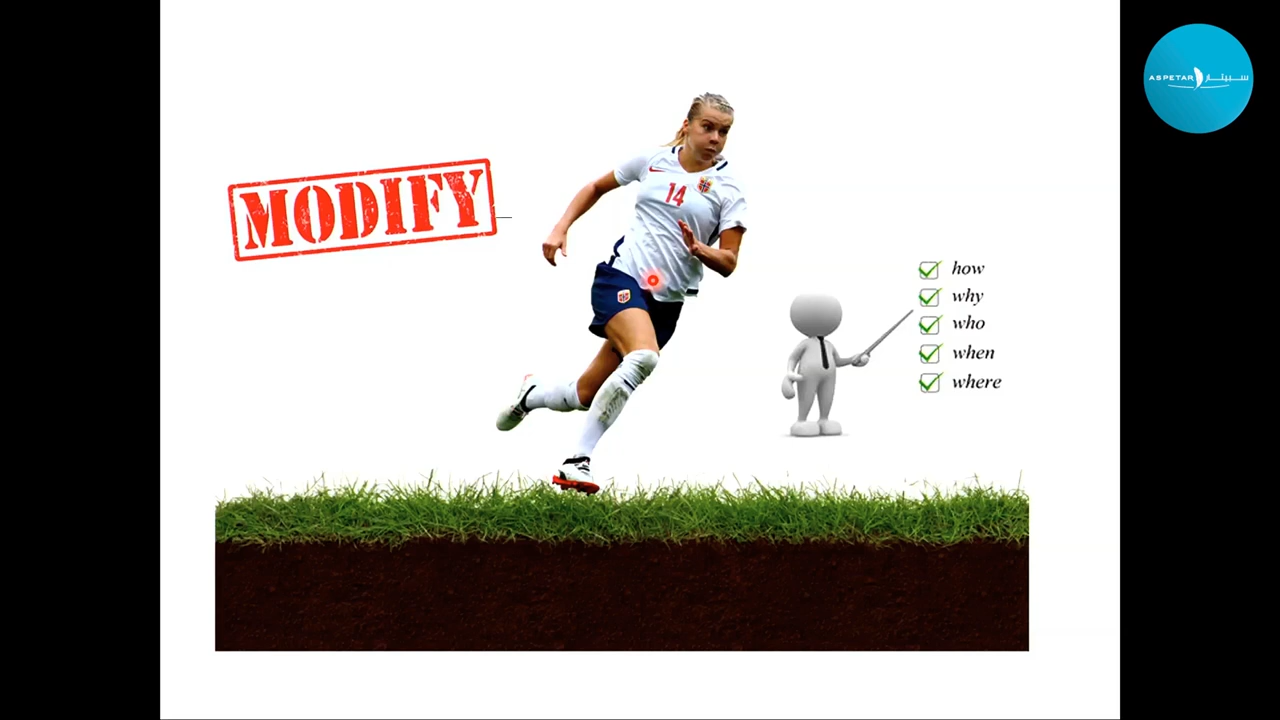 ASPETAR سبيتار
MODIFY
14
how
why
who
when
where